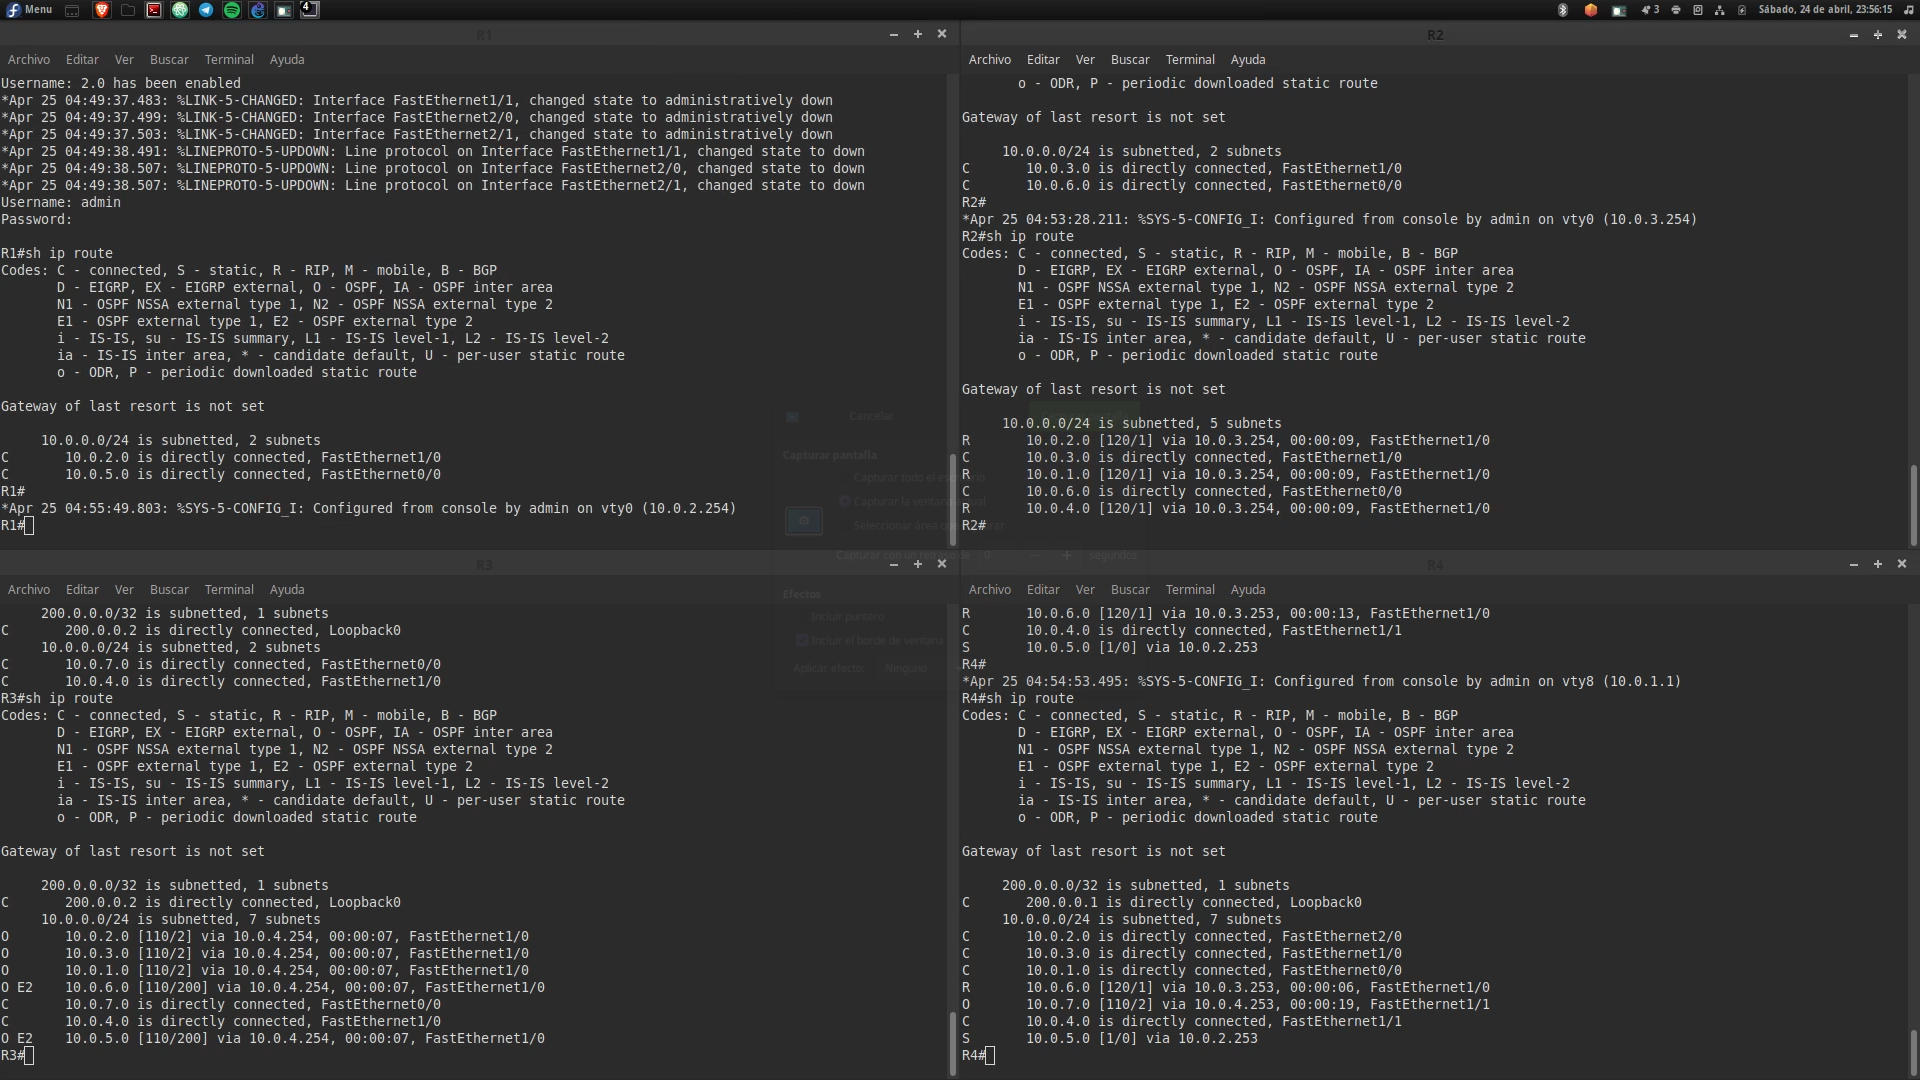 Menu
4
3
Sábado, 24 de abril, 23:56:15
R1
Archivo Editar Ver Buscar Terminal Ayuda
Username: 2.0 has been enabled
*Apr 25 04:49:37.483: %LINK-5-CHANGED: Interface FastEthernet1/1, changed state to administratively down
*Apr 25 04:49:37.499: %LINK-5-CHANGED: Interface FastEthernet2/0, changed state to administratively down
*Apr 25 04:49:37.503: %LINK-5-CHANGED: Interface FastEthernet2/1, changed state to administratively down
*Apr 25 04:49:38.491: %LINEPROTO-5-UPDOWN: Line protocol on Interface FastEthernet1/1, changed state to down
*Apr 25 04:49:38.507: %LINEPROTO-5-UPDOWN: Line protocol on Interface FastEthernet2/0, changed state to down
*Apr 25 04:49:38.507: %LINEPROTO-5-UPDOWN: Line protocol on Interface FastEthernet2/1, changed state to down
Username: admin
Password:
R1#sh ip route
Codes: C - connected, S - static, R - RIP, M - mobile, B - BGP
D - EIGRP, EX - EIGRP external, O - OSPF, IA - OSPF inter area
N1 - OSPF NSSA external type 1, N2 - OSPF NSSA external type 2
E1 - OSPF external type 1, E2 - OSPF external type 2
i - IS-IS, su - IS-IS summary, L1 - IS-IS level-1, L2 - IS-IS level-2
ia - IS-IS inter area, * - candidate default, U - per-user static route
o - ODR, P - periodic downloaded static route
Gateway of last resort is not set
10.0.0.0/24 is subnetted, 2 subnets
C 10.0.2.0 is directly connected, FastEthernet1/0
C 10.0.5.0 is directly connected, FastEthernet0/0
R1#
*Apr 25 04:55:49.803: %SYS-5-CONFIG_I: Configured from console by admin on vty0 (10.0.2.254)
R1#
R2
Archivo Editar Ver Buscar Terminal Ayuda
o - ODR, P - periodic downloaded static route
Gateway of last resort is not set
10.0.0.0/24 is subnetted, 2 subnets
C 10.0.3.0 is directly connected, FastEthernet1/0
C 10.0.6.0 is directly connected, FastEthernet0/0
R2#
*Apr 25 04:53:28.211: %SYS-5-CONFIG_I: Configured from console by admin on vty0 (10.0.3.254)
R2#sh ip route
Codes: C - connected, S - static, R - RIP, M - mobile, B - BGP
D - EIGRP, EX - EIGRP external, O - OSPF, IA - OSPF inter area
N1 - OSPF NSSA external type 1, N2 - OSPF NSSA external type 2
E1 - OSPF external type 1, E2 - OSPF external type 2
i - IS-IS, su - IS-IS summary, L1 - IS-IS level-1, L2 - IS-IS level-2
ia - IS-IS inter area, * - candidate default, U - per-user static route
o - ODR, P - periodic downloaded static route
Gateway of last resort is not set
10.0.0.0/24 is subnetted, 5 subnets
R 10.0.2.0 [120/1] via 10.0.3.254, 00:00:09, FastEthernet1/0
C 10.0.3.0 is directly connected, FastEthernet1/0
R 10.0.1.0 [120/1] via 10.0.3.254, 00:00:09, FastEthernet1/0
C 10.0.6.0 is directly connected, FastEthernet0/0
R 10.0.4.0 [120/1] via 10.0.3.254, 00:00:09, FastEthernet1/0
R2#
Cancelar
Capturar pantalla
Capturar todo el
Capturar la ventana
Seleccionar área
Capturar con un retraso de 0 segundos
Efectos
Incluir puntero
Incluir el borde de ventana
Aplicar efecto: Ninguno
R3
Archivo Editar Ver Buscar Terminal Ayuda
200.0.0.0/32 is subnetted, 1 subnets
C 200.0.0.2 is directly connected, Loopback0
10.0.0.0/24 is subnetted, 2 subnets
C 10.0.7.0 is directly connected, FastEthernet0/0
C 10.0.4.0 is directly connected, FastEthernet1/0
R3#sh ip route
Codes: C - connected, S - static, R - RIP, M - mobile, B - BGP
D - EIGRP, EX - EIGRP external, O - OSPF, IA - OSPF inter area
N1 - OSPF NSSA external type 1, N2 - OSPF NSSA external type 2
E1 - OSPF external type 1, E2 - OSPF external type 2
i - IS-IS, su - IS-IS summary, L1 - IS-IS level-1, L2 - IS-IS level-2
ia - IS-IS inter area, * - candidate default, U - per-user static route
o - ODR, P - periodic downloaded static route
Gateway of last resort is not set
200.0.0.0/32 is subnetted, 1 subnets
C 200.0.0.2 is directly connected, Loopback0
10.0.0.0/24 is subnetted, 7 subnets
O 10.0.2.0 [110/2] via 10.0.4.254, 00:00:07, FastEthernet1/0
O 10.0.3.0 [110/2] via 10.0.4.254, 00:00:07, FastEthernet1/0
O 10.0.1.0 [110/2] via 10.0.4.254, 00:00:07, FastEthernet1/0
O E2 10.0.6.0 [110/200] via 10.0.4.254, 00:00:07, FastEthernet1/0
C 10.0.7.0 is directly connected, FastEthernet0/0
C 10.0.4.0 is directly connected, FastEthernet1/0
O E2 10.0.5.0 [110/200] via 10.0.4.254, 00:00:07, FastEthernet1/0
R3#
R4
Archivo Editar Ver Buscar Terminal Ayuda
R 10.0.6.0 [120/1] via 10.0.3.253, 00:00:13, FastEthernet1/0
C 10.0.4.0 is directly connected, FastEthernet1/1
S 10.0.5.0 [1/0] via 10.0.2.253
R4#
*Apr 25 04:54:53.495: %SYS-5-CONFIG_I: Configured from console by admin on vty8 (10.0.1.1)
R4#sh ip route
Codes: C - connected, S - static, R - RIP, M - mobile, B - BGP
D - EIGRP, EX - EIGRP external, O - OSPF, IA - OSPF inter area
N1 - OSPF NSSA external type 1, N2 - OSPF NSSA external type 2
E1 - OSPF external type 1, E2 - OSPF external type 2
i - IS-IS, su - IS-IS summary, L1 - IS-IS level-1, L2 - IS-IS level-2
ia - IS-IS inter area, * - candidate default, U - per-user static route
o - ODR, P - periodic downloaded static route
Gateway of last resort is not set
200.0.0.0/32 is subnetted, 1 subnets
C 200.0.0.1 is directly connected, Loopback0
10.0.0.0/24 is subnetted, 7 subnets
C 10.0.2.0 is directly connected, FastEthernet2/0
C 10.0.3.0 is directly connected, FastEthernet1/0
C 10.0.1.0 is directly connected, FastEthernet0/0
R 10.0.6.0 [120/1] via 10.0.3.253, 00:00:06, FastEthernet1/0
O 10.0.7.0 [110/2] via 10.0.4.253, 00:00:19, FastEthernet1/1
C 10.0.4.0 is directly connected, FastEthernet1/1
S 10.0.5.0 [1/0] via 10.0.2.253
R4#